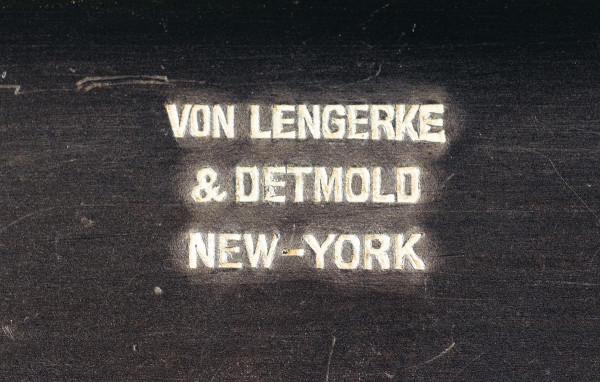 VON LENGERKE
& DETMOLD
NEW-YORK